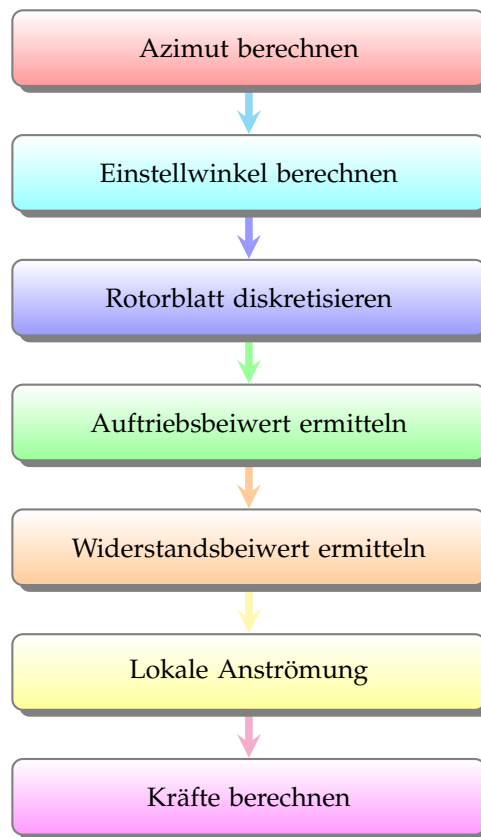 Azimut berechnen
Einstellwinkel berechnen
Rotorblatt diskretisieren
Auftriebsbeiwert ermitteln
Widerstandsbeiwert ermitteln
Lokale Anströmung
Kräfte berechnen